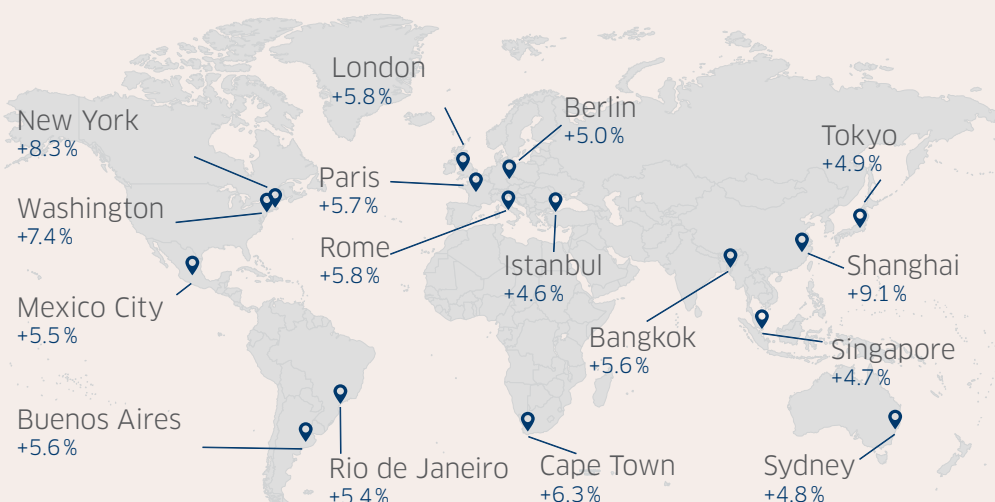 London
+5.8%
Berlin
+5.0%
New York
+8.3%
Tokyo
+4.9%
Paris
+5.7%
Washington
+7.4%
Rome
+5.8%
Istanbul
+4.6%
Shanghai
+9.1%
Mexico City
+5.5%
Bangkok
+5.6%
Singapore
+4.7%
Buenos Aires
+5.6%
Rio de Janeiro
+5.4%
Cape Town
+6.3%
Sydney
+4.8%